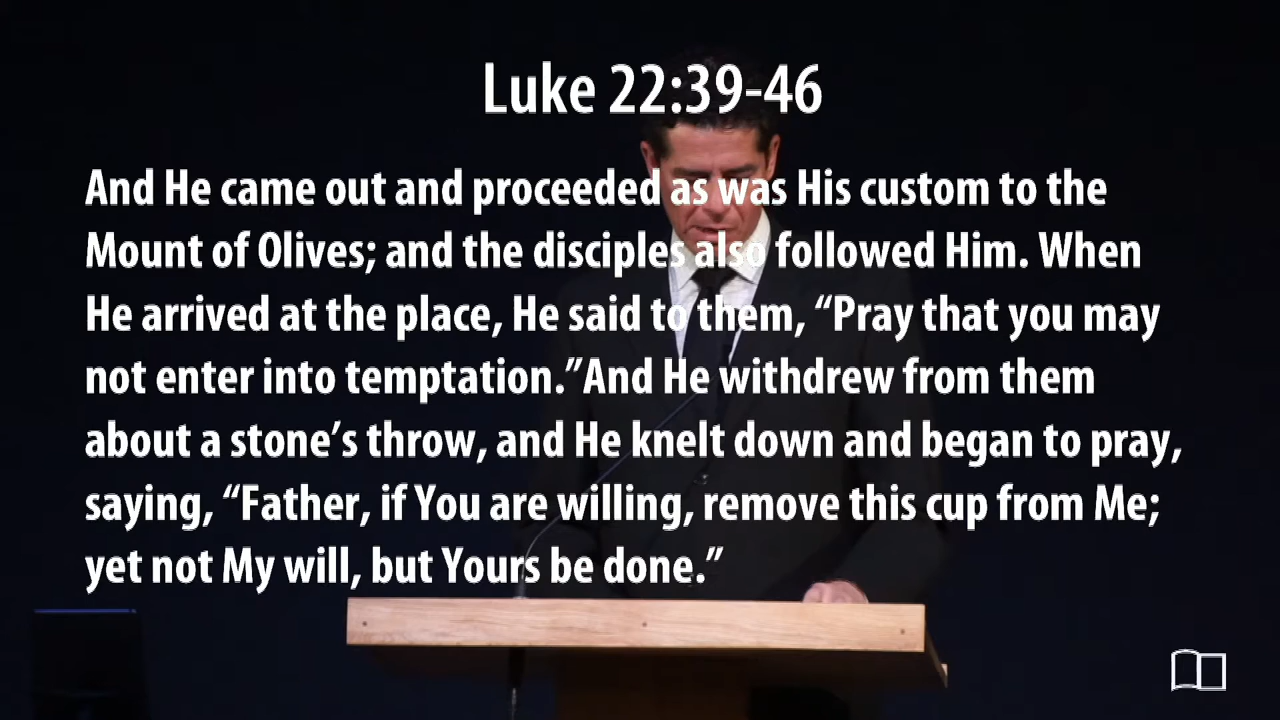 Luke 22:39-46
And He came out and proceeded as was His custom to the
Mount of Olives; and the disciples also followed Him. When
He arrived at the place, He said to them, “Pray that you may
not enter into temptation.”And He withdrew from them
about a stone’s throw, and He knelt down and began to pray,
saying, “Father, if You are willing, remove this cup from Me;
yet not My will, but Yours be done.”